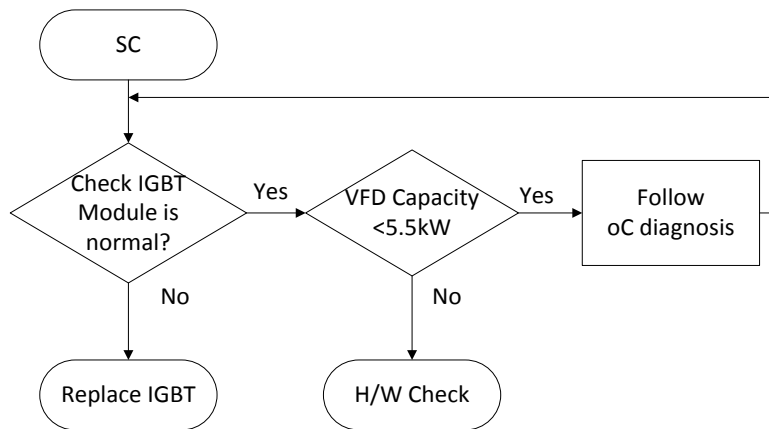 SC
Check IGBT
Module is
normal?
Yes
VFD Capacity
<5.5kW
Yes
Follow
oC diagnosis
No
No
Replace IGBT
H/W Check